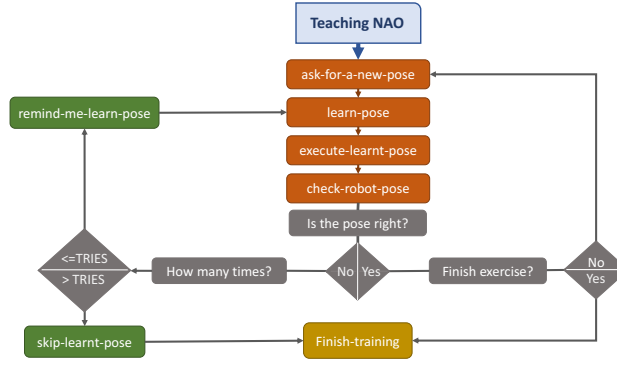 Teaching NAO
ask-for-a-new-pose
remind-me-learn-pose
learn-pose
execute-learnt-pose
check-robot-pose
Is the pose right?
<=TRIES
> TRIES
How many times?
No Yes
Finish exercise?
No
Yes
skip-learnt-pose
Finish-training